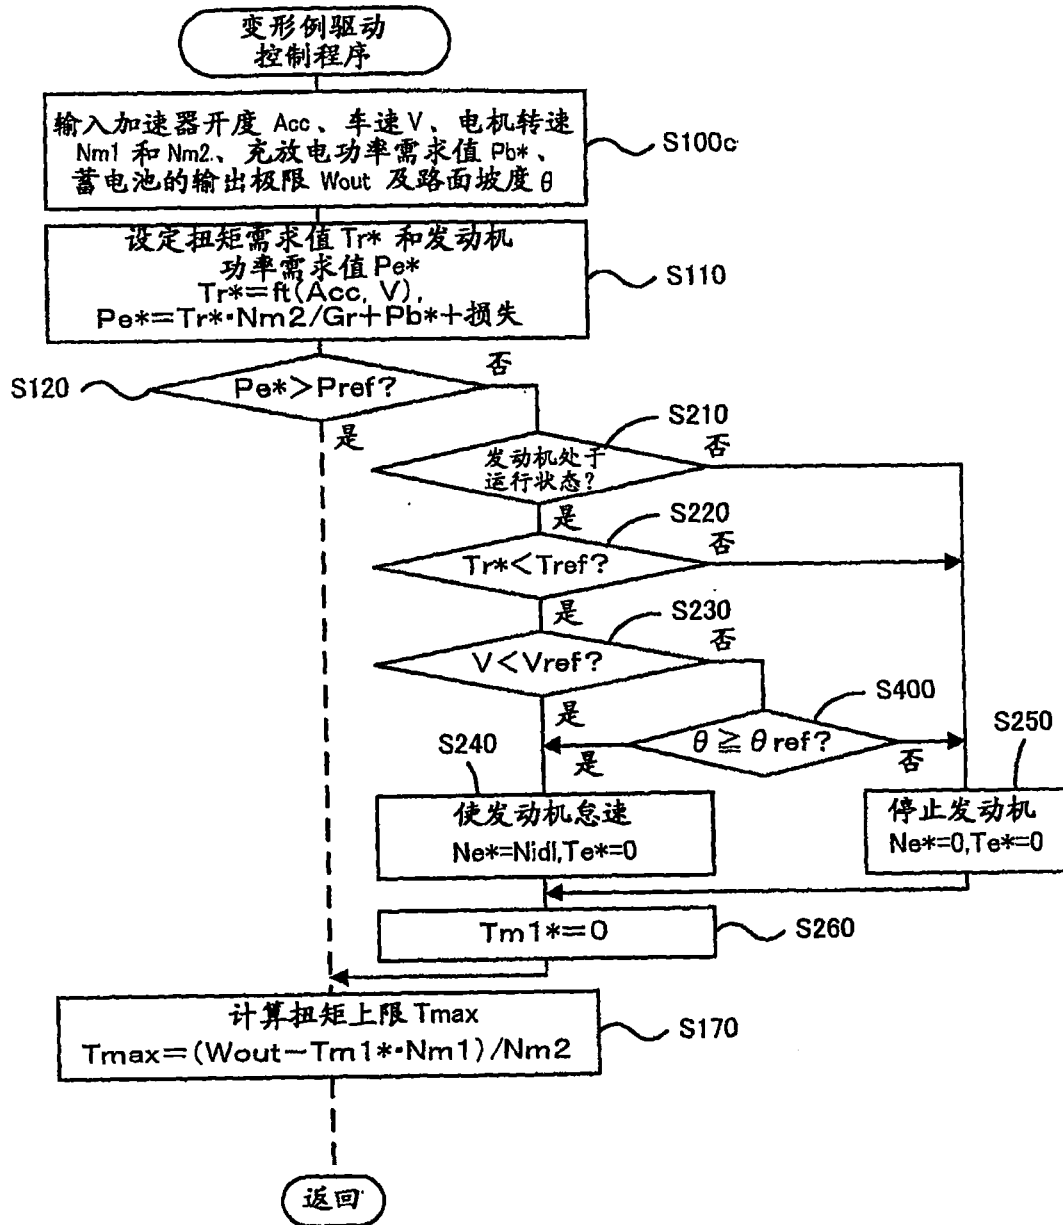 变形例驱动
控制程序
输入加速器开度 Acc、车速V、电机转速
Nm1 和 Nm2、充放电功率需求值 Pb*、
蓄电池的输出极限 Wout 及路面坡度 θ
S100c
设定扭矩需求值 Tr* 和发动机
功率需求值 Pe*
Tr*=ft(Acc, V),
Pe*=Tr*·Nm2/Gr+Pb*+损失
S110
S120
Pe*>Pref?
否
是
S210
发动机处于
运行状态?
否
是
S220
Tr*<Tref?
否
是
S230
V<Vref?
否
是
S400
θ≧θref?
是
否
S240
使发动机怠速
Ne*=Nidl,Te*=0
S250
停止发动机
Ne*=0,Te*=0
Tm1*=0
S260
计算扭矩上限 Tmax
Tmax=(Wout-Tm1*·Nm1)/Nm2
S170
返回